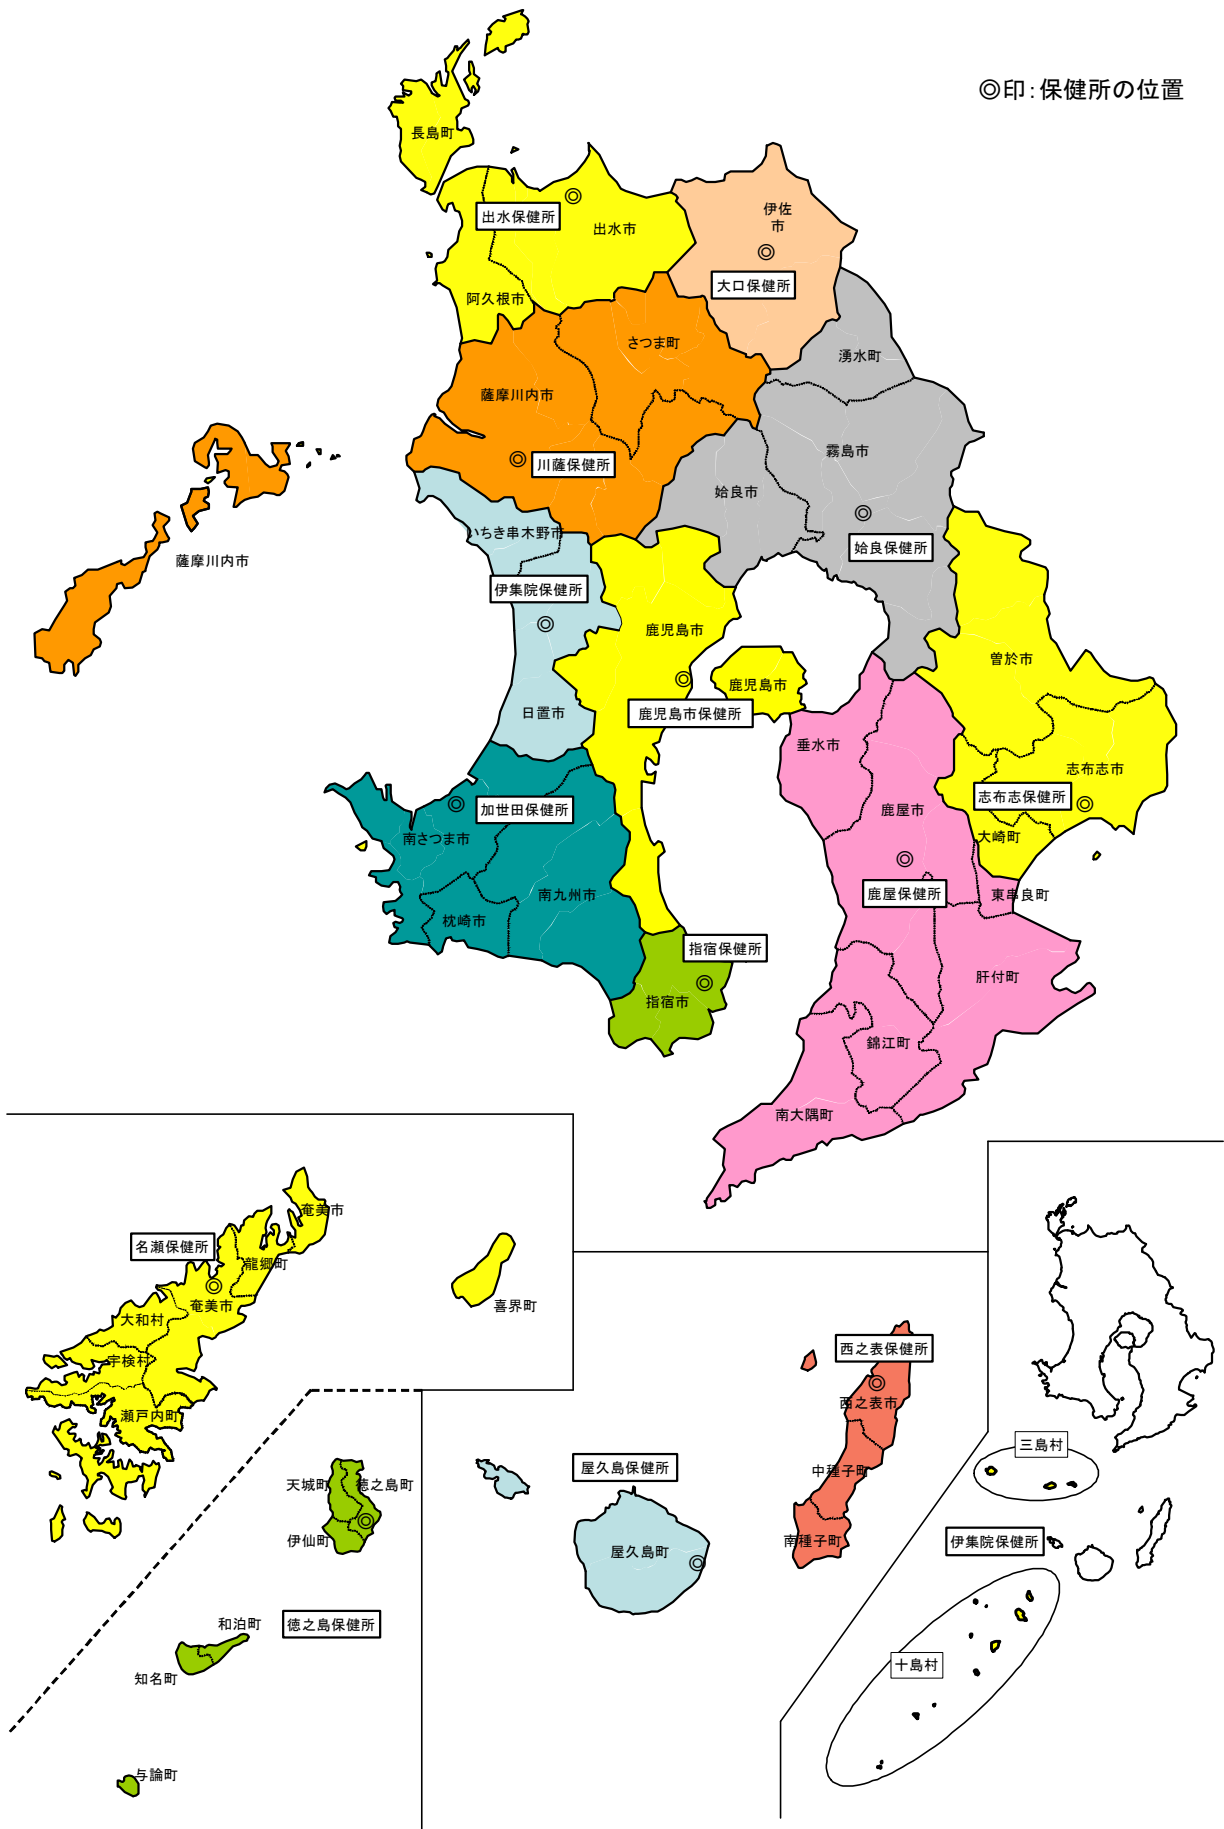 ◎印：保健所の位置
長島町
伊佐
市
出水保健所
出水市
大口保健所
阿久根市
さつま町
湧水町
薩摩川内市
霧島市
川薩保健所
姶良市
いちき串木野市
姶良保健所
薩摩川内市
伊集院保健所
鹿児島市
曽於市
鹿児島市
日置市
鹿児島市保健所
垂水市
志布志市
志布志保健所
加世田保健所
鹿屋市
南さつま市
大崎町
鹿屋保健所
南九州市
東串良町
枕崎市
指宿保健所
肝付町
指宿市
錦江町
南大隅町
奄美市
名瀬保健所
龍郷町
奄美市
喜界町
大和村
宇検村
瀬戸内町
西之表保健所
西之表市
三島村
屋久島保健所
中種子町
天城町
徳之島町
伊仙町
南種子町
伊集院保健所
屋久島町
和泊町
徳之島保健所
知名町
十島村
与論町